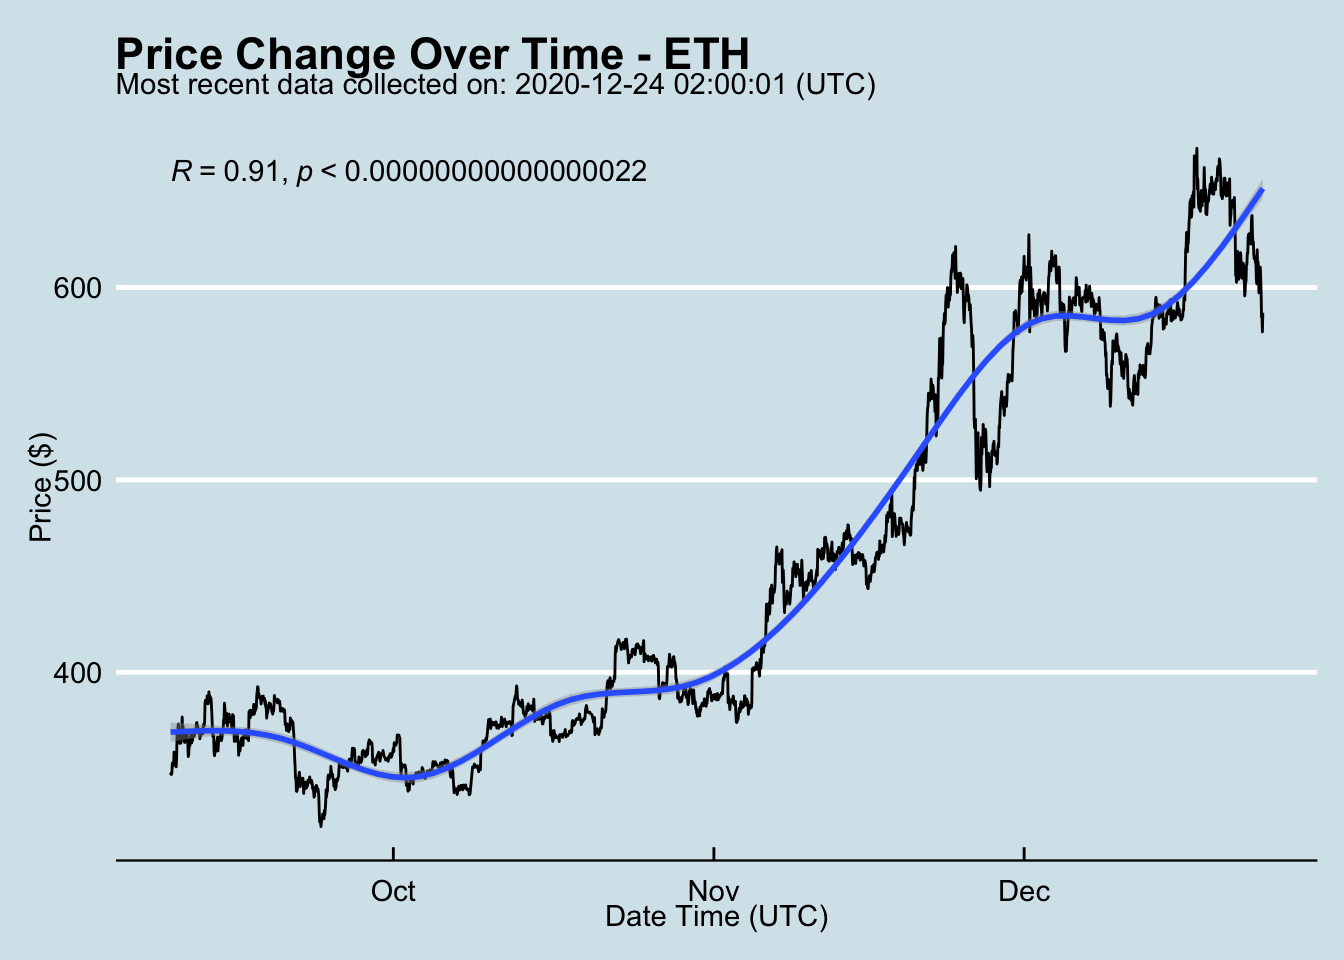 Price Change Over Time - ETH
Most recent data collected on: 2020-12-24 02:00:01 (UTC)
R = 0.91, p < 0.00000000000000022
600
500
400
Price ($)
Oct
Nov
Dec
Date Time (UTC)